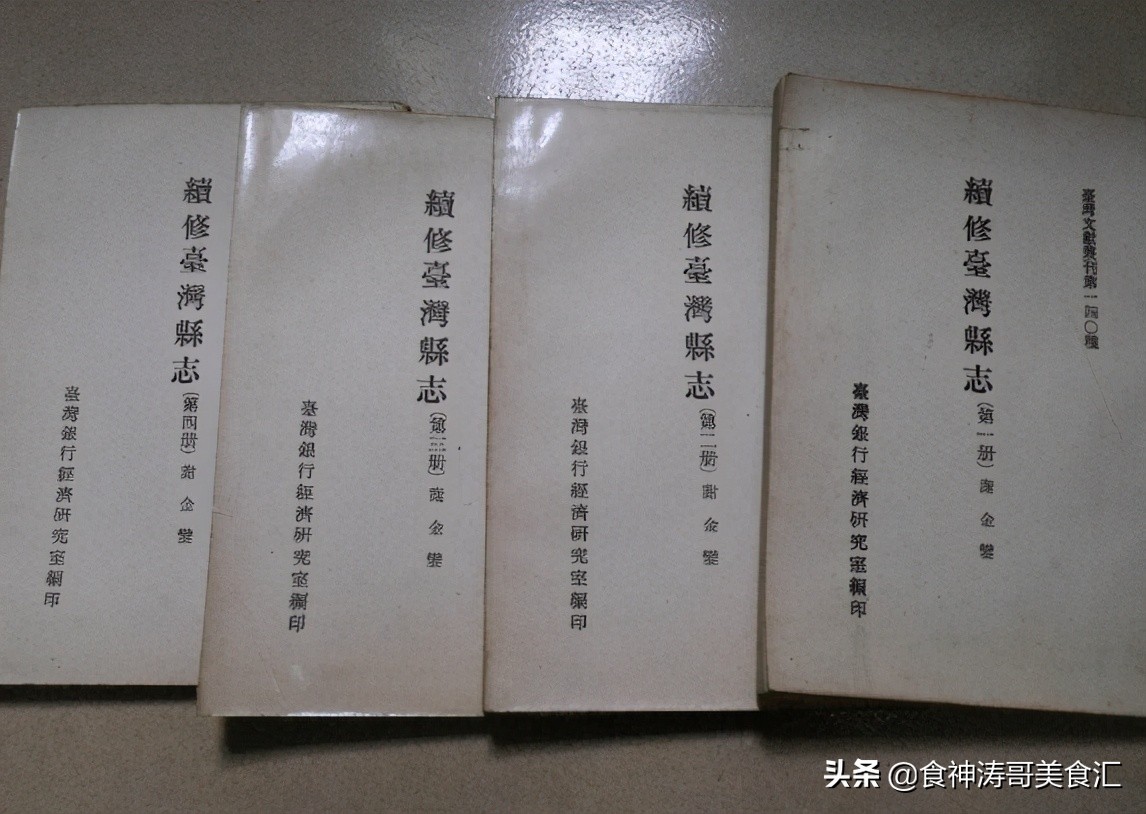 臺灣文獻叢刊第一四〇種
續修臺灣縣志(第一册)謝金鑾
臺灣銀行經濟研究室編印
續修臺灣縣志(第二册)謝金鑾
臺灣銀行經濟研究室編印
續修臺灣縣志(第三册)謝金鑾
臺灣銀行經濟研究室編印
續修臺灣縣志(第四册)謝金鑾
臺灣銀行經濟研究室編印
头条 @食神涛哥美食汇